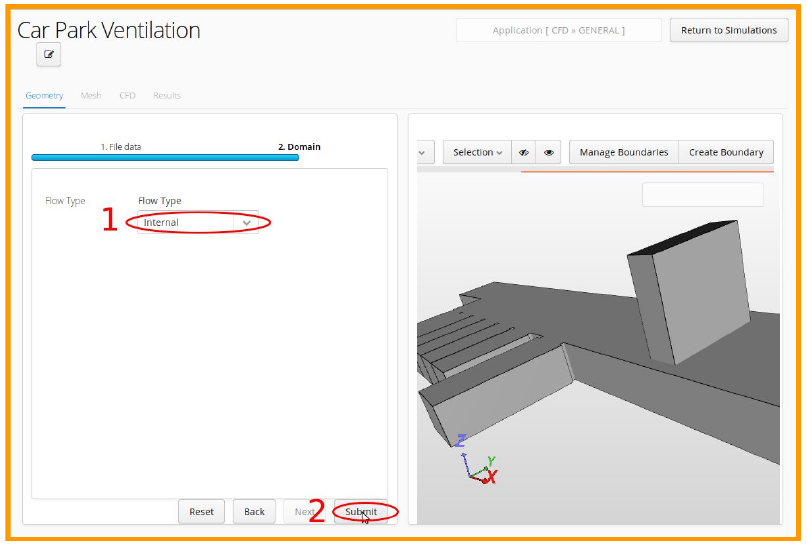 Car Park Ventilation
Application [ CFD » GENERAL ]
Return to Simulations
Geometry Mesh CFD Results
1. File data 2. Domain
Selection Manage Boundaries Create Boundary
Flow Type Flow Type
1 Internal
Z
Y
X
Reset Back Next 2 Submit